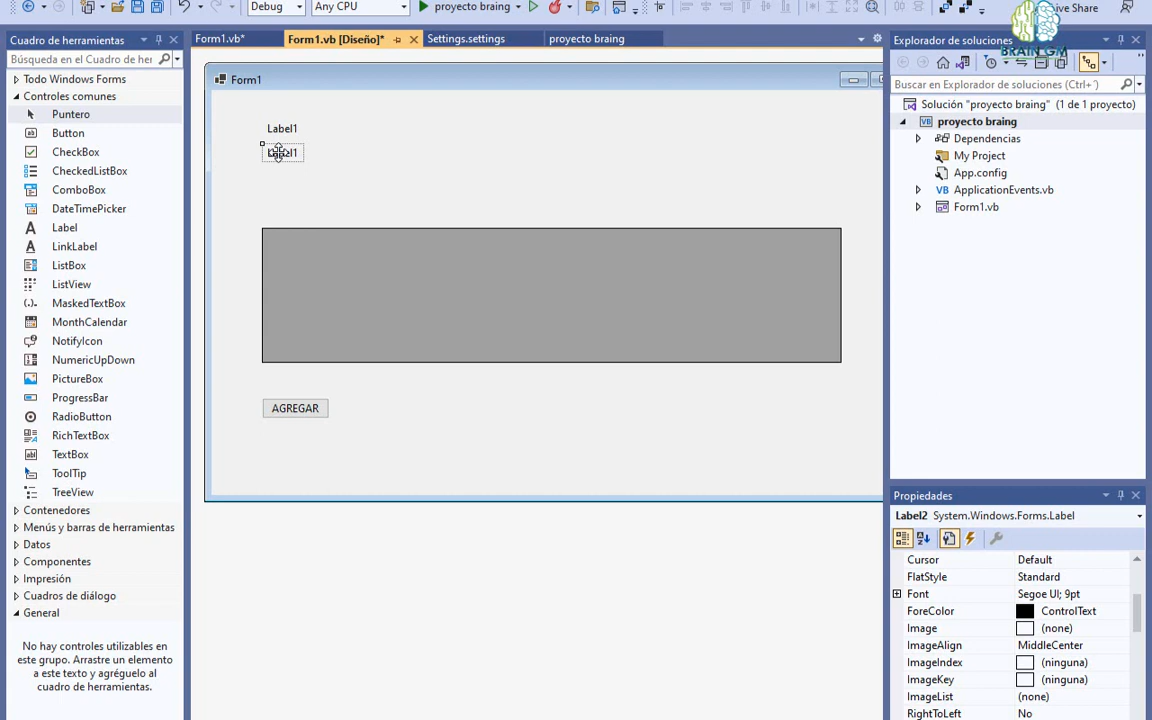 Debug
Any CPU
proyecto braing
Share
BRAIN GM
Cuadro de herramientas
Búsqueda en el Cuadro de her
Todo Windows Forms
Controles comunes
Puntero
Button
CheckBox
CheckedListBox
ComboBox
DateTimePicker
Label
LinkLabel
ListBox
ListView
MaskedTextBox
MonthCalendar
NotifyIcon
NumericUpDown
PictureBox
ProgressBar
RadioButton
RichTextBox
TextBox
ToolTip
TreeView
Contenedores
Menús y barras de herramientas
Datos
Componentes
Impresión
Cuadros de diálogo
General
No hay controles utilizables en
este grupo. Arrastre un elemento
a este texto y agréguelo al
cuadro de herramientas.
Form1.vb*
Form1.vb [Diseño]*
Settings.settings
proyecto braing
Form1
Label1
Label1
AGREGAR
Explorador de soluciones
Buscar en Explorador de soluciones (Ctrl+´)
Solución "proyecto braing" (1 de 1 proyecto)
VB proyecto braing
Dependencias
My Project
App.config
VB ApplicationEvents.vb
Form1.vb
Propiedades
Label2 System.Windows.Forms.Label
Cursor Default
FlatStyle Standard
Font Segoe UI; 9pt
ForeColor ControlText
Image (none)
ImageAlign MiddleCenter
ImageIndex (ninguna)
ImageKey (ninguna)
ImageList (none)
RightToLeft No